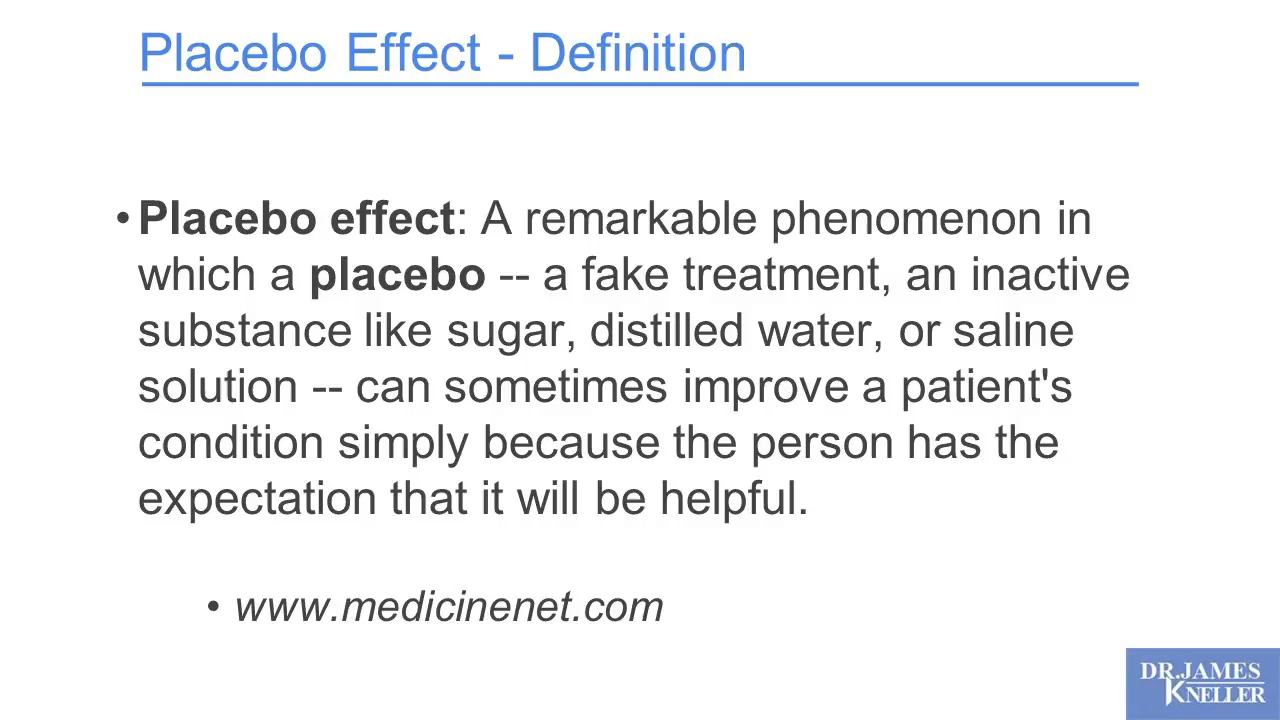 Placebo Effect - Definition
• Placebo effect: A remarkable phenomenon in
which a placebo -- a fake treatment, an inactive
substance like sugar, distilled water, or saline
solution -- can sometimes improve a patient's
condition simply because the person has the
expectation that it will be helpful.
• www.medicinenet.com
DR.JAMES
KNELLER